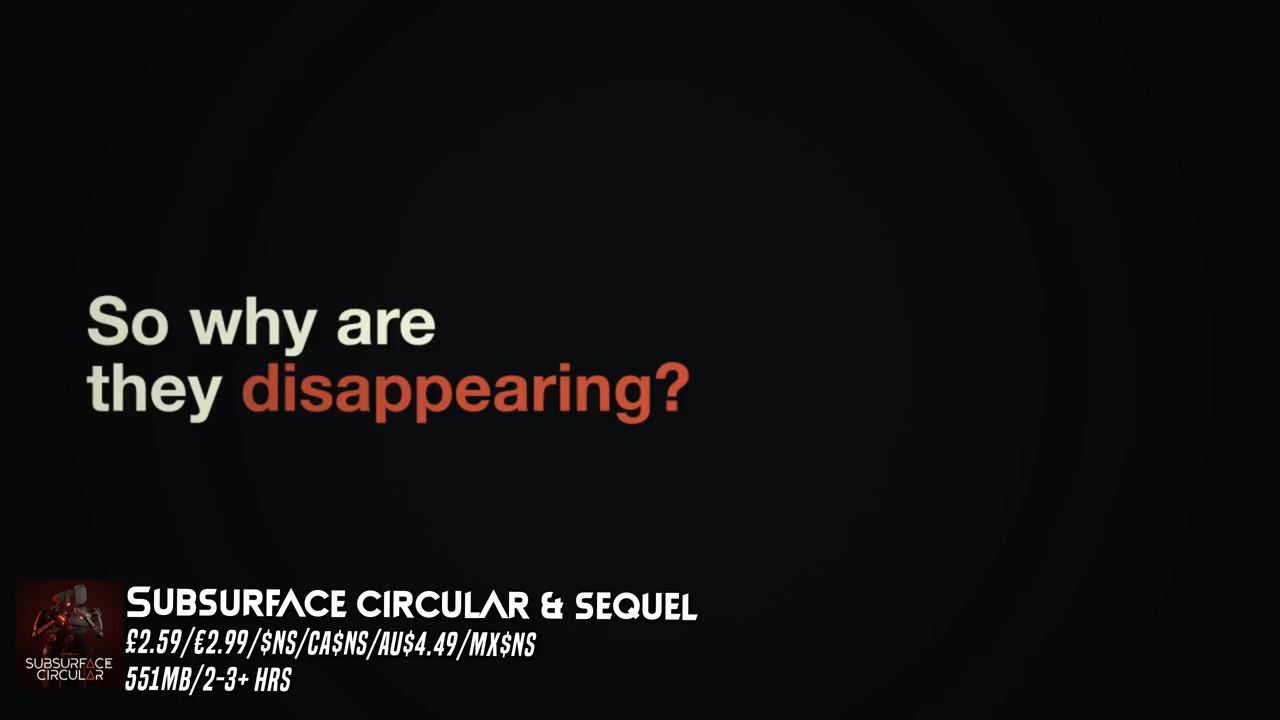 So why are
they disappearing?
SUBSURFACE CIRCULAR & SEQUEL
£2.59/€2.99/$NS/CA$NS/AU$4.49/MX$NS
551MB/2-3+ HRS
SUBSURFACE
CIRCULAR